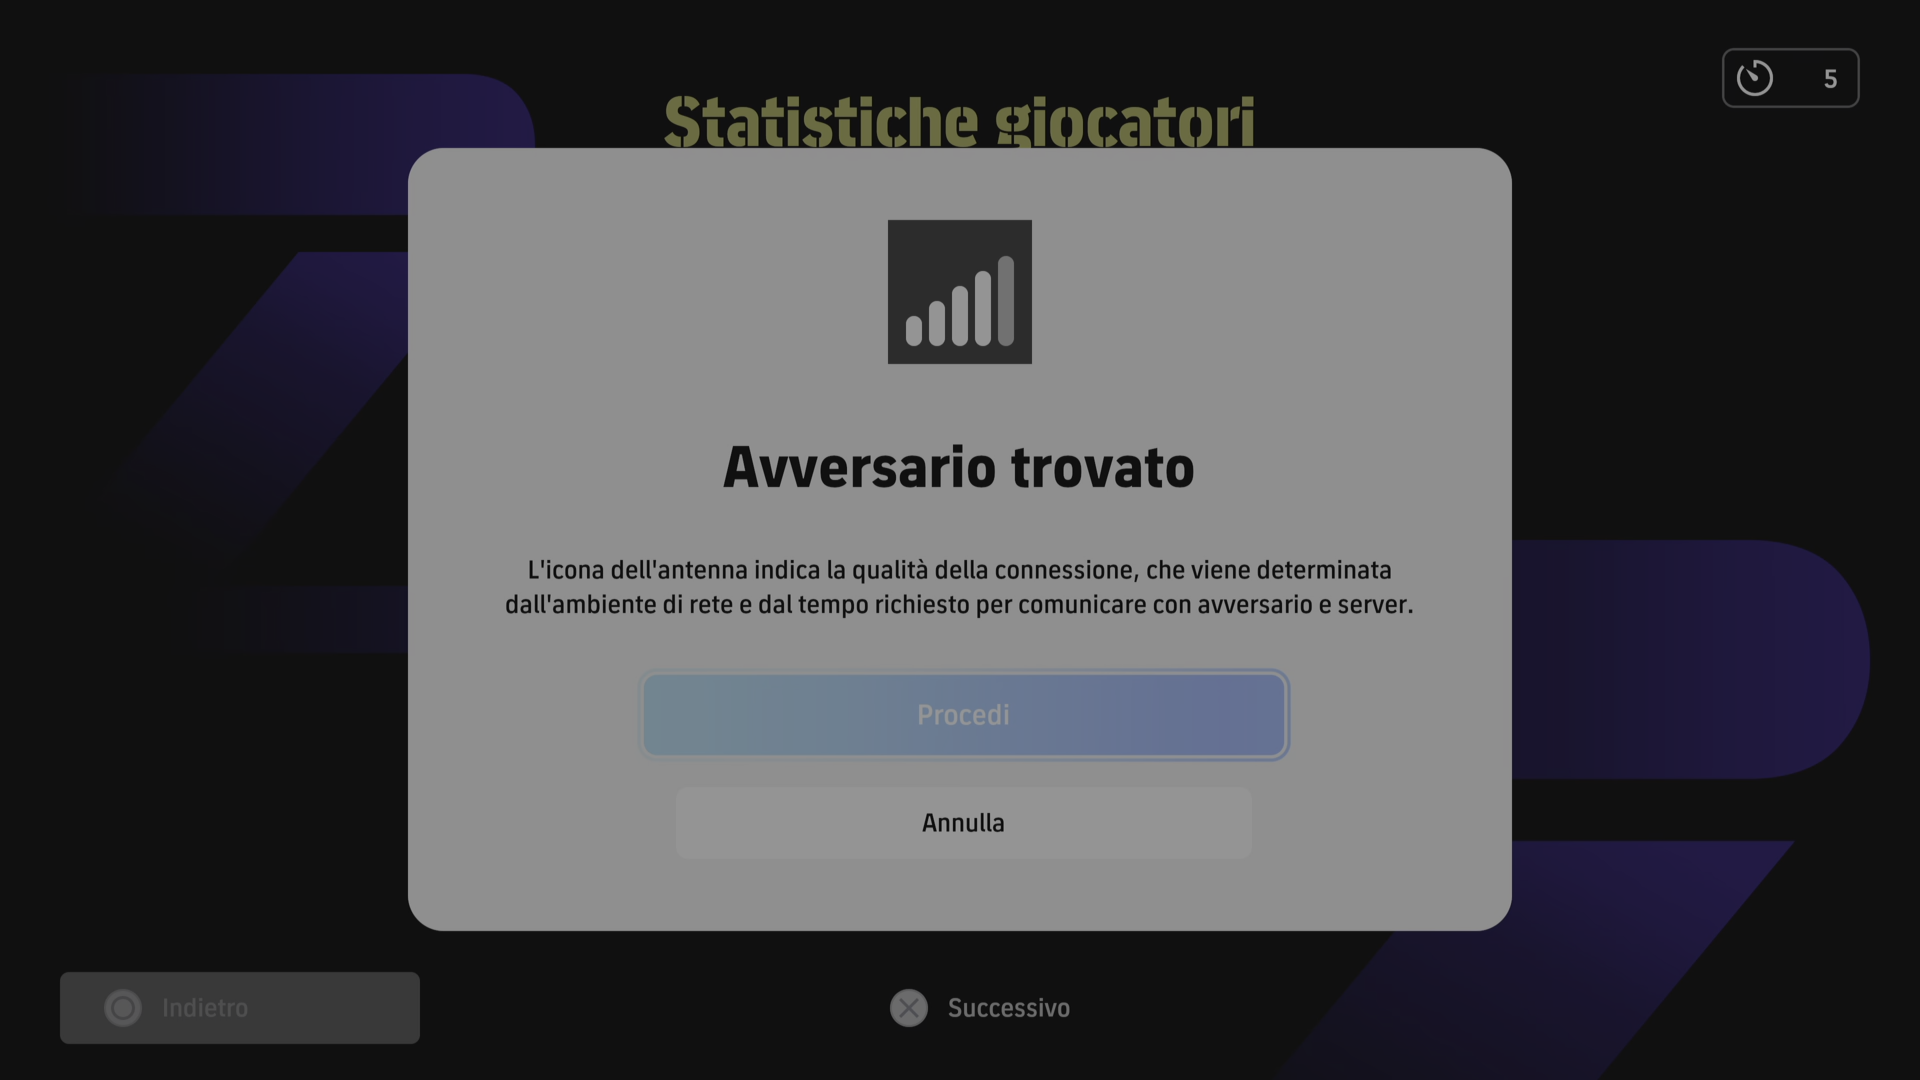 5
Statistiche giocatori
Avversario trovato
L'icona dell'antenna indica la qualità della connessione, che viene determinata
dall'ambiente di rete e dal tempo richiesto per comunicare con avversario e server.
Procedi
Annulla
Indietro
Successivo